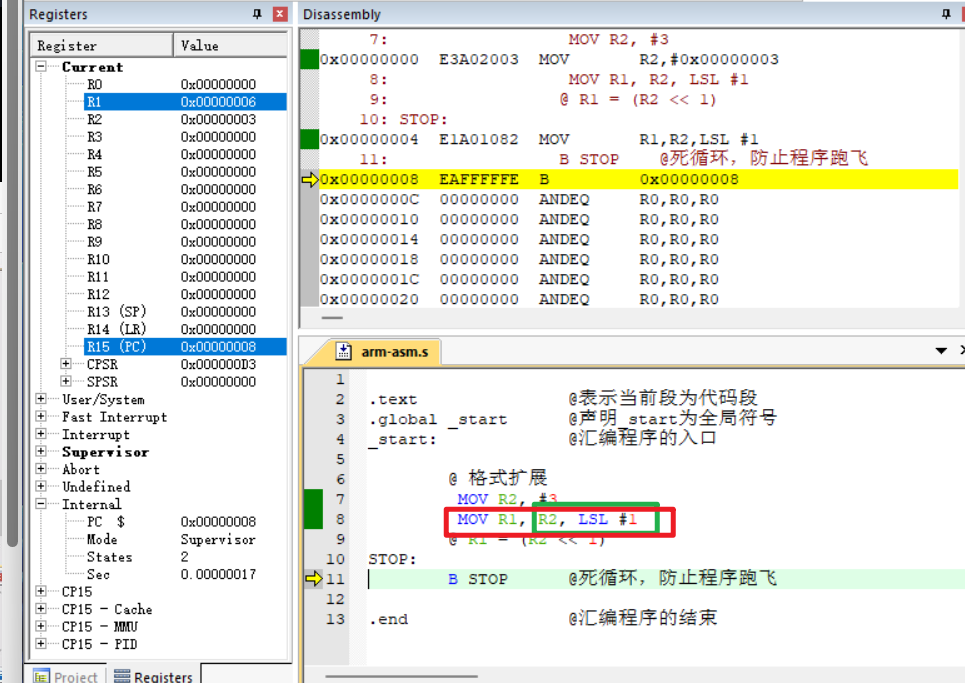 Registers
Register Value
Current
R0 0x00000000
R1 0x00000006
R2 0x00000003
R3 0x00000000
R4 0x00000000
R5 0x00000000
R6 0x00000000
R7 0x00000000
R8 0x00000000
R9 0x00000000
R10 0x00000000
R11 0x00000000
R12 0x00000000
R13 (SP) 0x00000000
R14 (LR) 0x00000000
R15 (PC) 0x00000008
CPSR 0x000000D3
SPSR 0x00000000
User/System
Fast Interrupt
Interrupt
Supervisor
Abort
Undefined
Internal
PC $ 0x00000008
Mode Supervisor
States 2
Sec 0.00000017
CP15
CP15 - Cache
CP15 - MMU
CP15 - PID
Project Registers
Disassembly
7: MOV R2, #3
0x00000000 E3A02003 MOV R2,#0x00000003
8: MOV R1, R2, LSL #1
9: @ R1 = (R2 << 1)
10: STOP:
0x00000004 E1A01082 MOV R1,R2,LSL #1
11: B STOP @死循环，防止程序跑飞
0x00000008 EAFFFFFE B 0x00000008
0x0000000C 00000000 ANDEQ R0,R0,R0
0x00000010 00000000 ANDEQ R0,R0,R0
0x00000014 00000000 ANDEQ R0,R0,R0
0x00000018 00000000 ANDEQ R0,R0,R0
0x0000001C 00000000 ANDEQ R0,R0,R0
0x00000020 00000000 ANDEQ R0,R0,R0
arm-asm.s
1
2 .text @表示当前段为代码段
3 .global _start @声明_start为全局符号
4 _start: @汇编程序的入口
5
6 @ 格式扩展
7 MOV R2, #3
8 MOV R1, R2, LSL #1
9 @ R1 = (R2 << 1)
10 STOP:
11 B STOP @死循环，防止程序跑飞
12
13 .end @汇编程序的结束